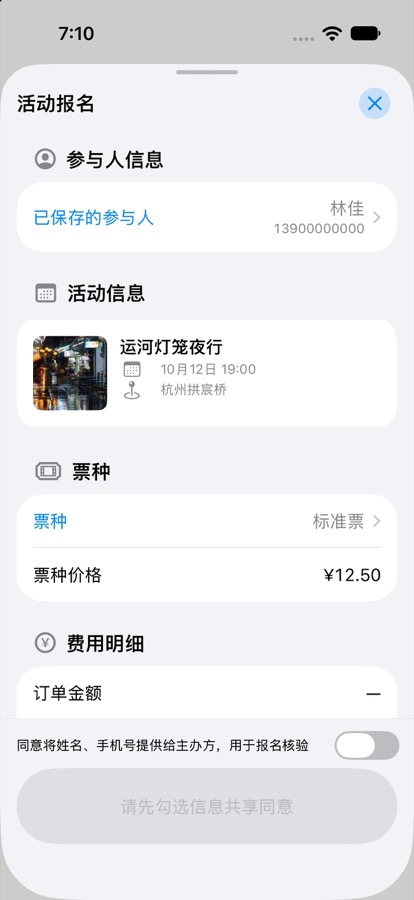 7:10
活动报名
参与人信息
已保存的参与人
林佳
13900000000
活动信息
运河灯笼夜行
10月12日 19:00
杭州拱宸桥
票种
票种
标准票
票种价格
¥12.50
费用明细
订单金额
—
同意将姓名、手机号提供给主办方，用于报名核验
请先勾选信息共享同意